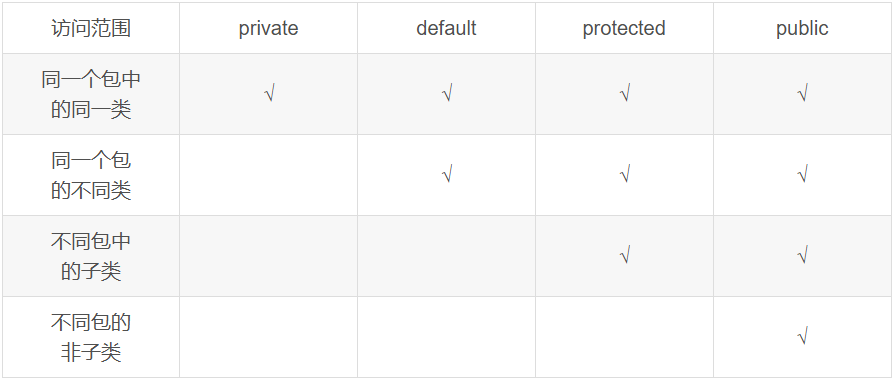 访问范围 private default protected public
同一个包中
的同一类 √ √ √ √
同一个包
的不同类 √ √ √
不同包中
的子类 √ √
不同包的
非子类 √